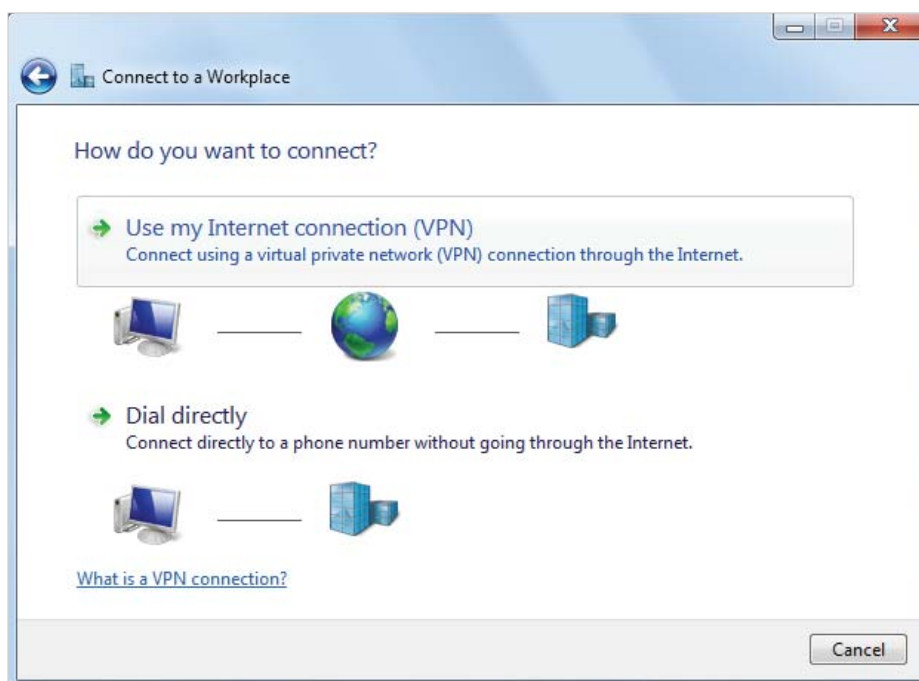 Connect to a Workplace
How do you want to connect?
Use my Internet connection (VPN)
Connect using a virtual private network (VPN) connection through the Internet.
Dial directly
Connect directly to a phone number without going through the Internet.
What is a VPN connection?
Cancel